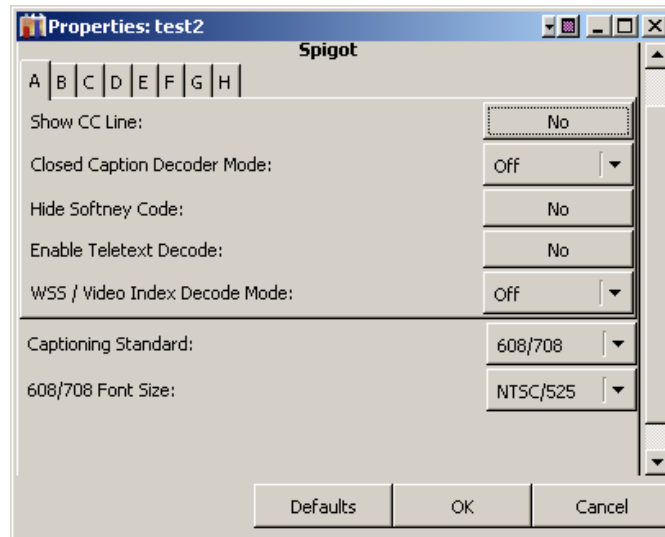 Properties: test2
Spigot
A B C D E F G H
Show CC Line: No
Closed Caption Decoder Mode: Off
Hide Softney Code: No
Enable Teletext Decode: No
WSS / Video Index Decode Mode: Off
Captioning Standard: 608/708
608/708 Font Size: NTSC/525
Defaults OK Cancel